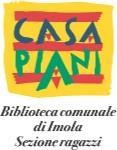 CASA
PIANI
Biblioteca comunale
di Imola
Sezione ragazzi